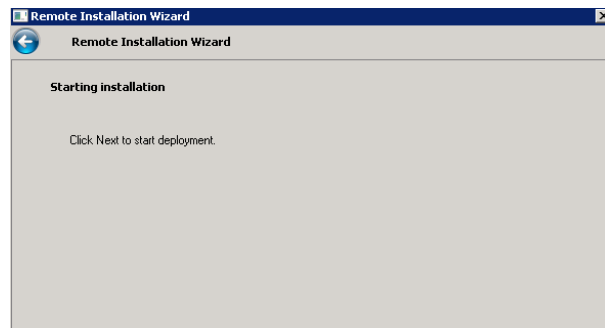 Remote Installation Wizard
Remote Installation Wizard
Starting installation
Click Next to start deployment.